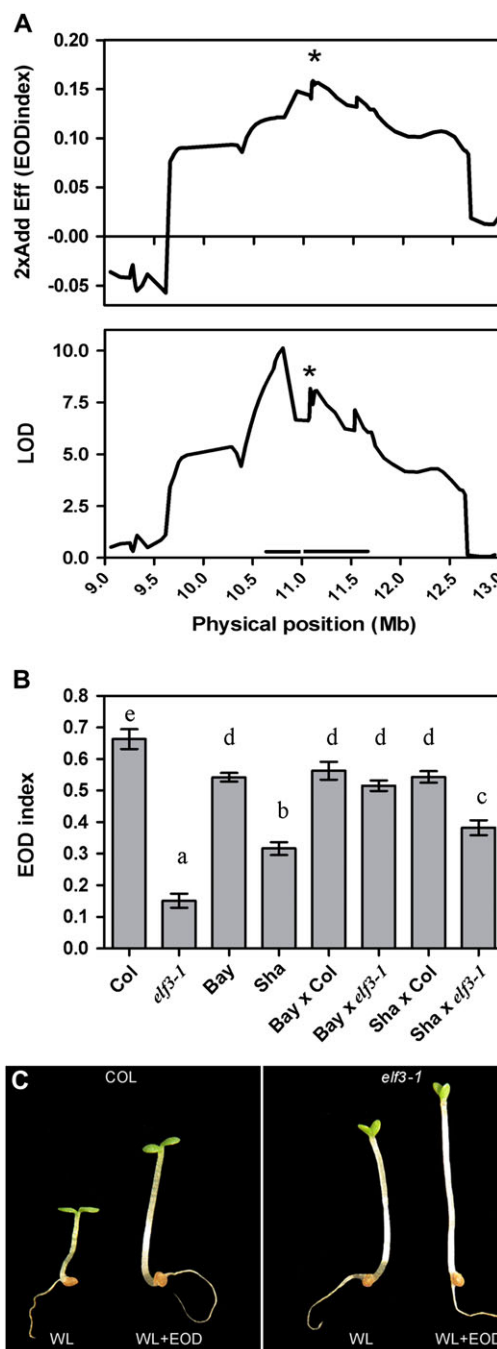 A
2xAdd Eff (EODindex)
0.20
0.15
0.10
0.05
-0.00
-0.05
*
LOD
10.0
7.5
5.0
2.5
0.0
*
9.0 9.5 10.0 10.5 11.0 11.5 12.0 12.5 13.0
Physical position (Mb)
B
EOD index
0.8
0.7
0.6
0.5
0.4
0.3
0.2
0.1
0.0
e a d b d d d c
Col elf3-1 Bay Sha Bay x Col Bay x elf3-1 Sha x Col Sha x elf3-1
C
COL elf3-1
WL WL+EOD WL WL+EOD